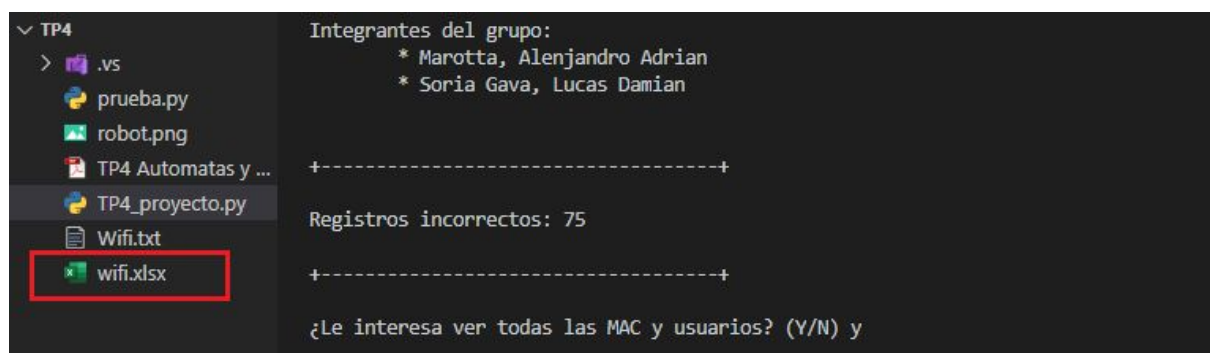 TP4
.vs
prueba.py
robot.png
TP4 Automatas y ...
TP4_proyecto.py
Wifi.txt
wifi.xlsx
Integrantes del grupo:
* Marotta, Alenjandro Adrian
* Soria Gava, Lucas Damian
+------------------------------------+
Registros incorrectos: 75
+------------------------------------+
¿Le interesa ver todas las MAC y usuarios? (Y/N) y